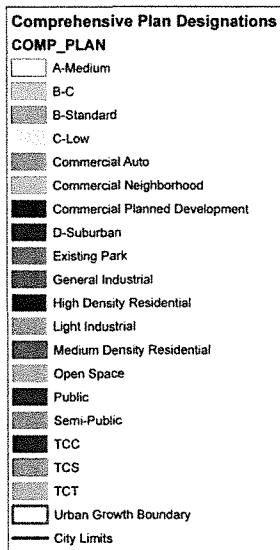 Comprehensive Plan Designations
COMP_PLAN
A-Medium
B-C
B-Standard
C-Low
Commercial Auto
Commercial Neighborhood
Commercial Planned Development
D-Suburban
Existing Park
General Industrial
High Density Residential
Light Industrial
Medium Density Residential
Open Space
Public
Semi-Public
TCC
TCS
TCT
Urban Growth Boundary
City Limits